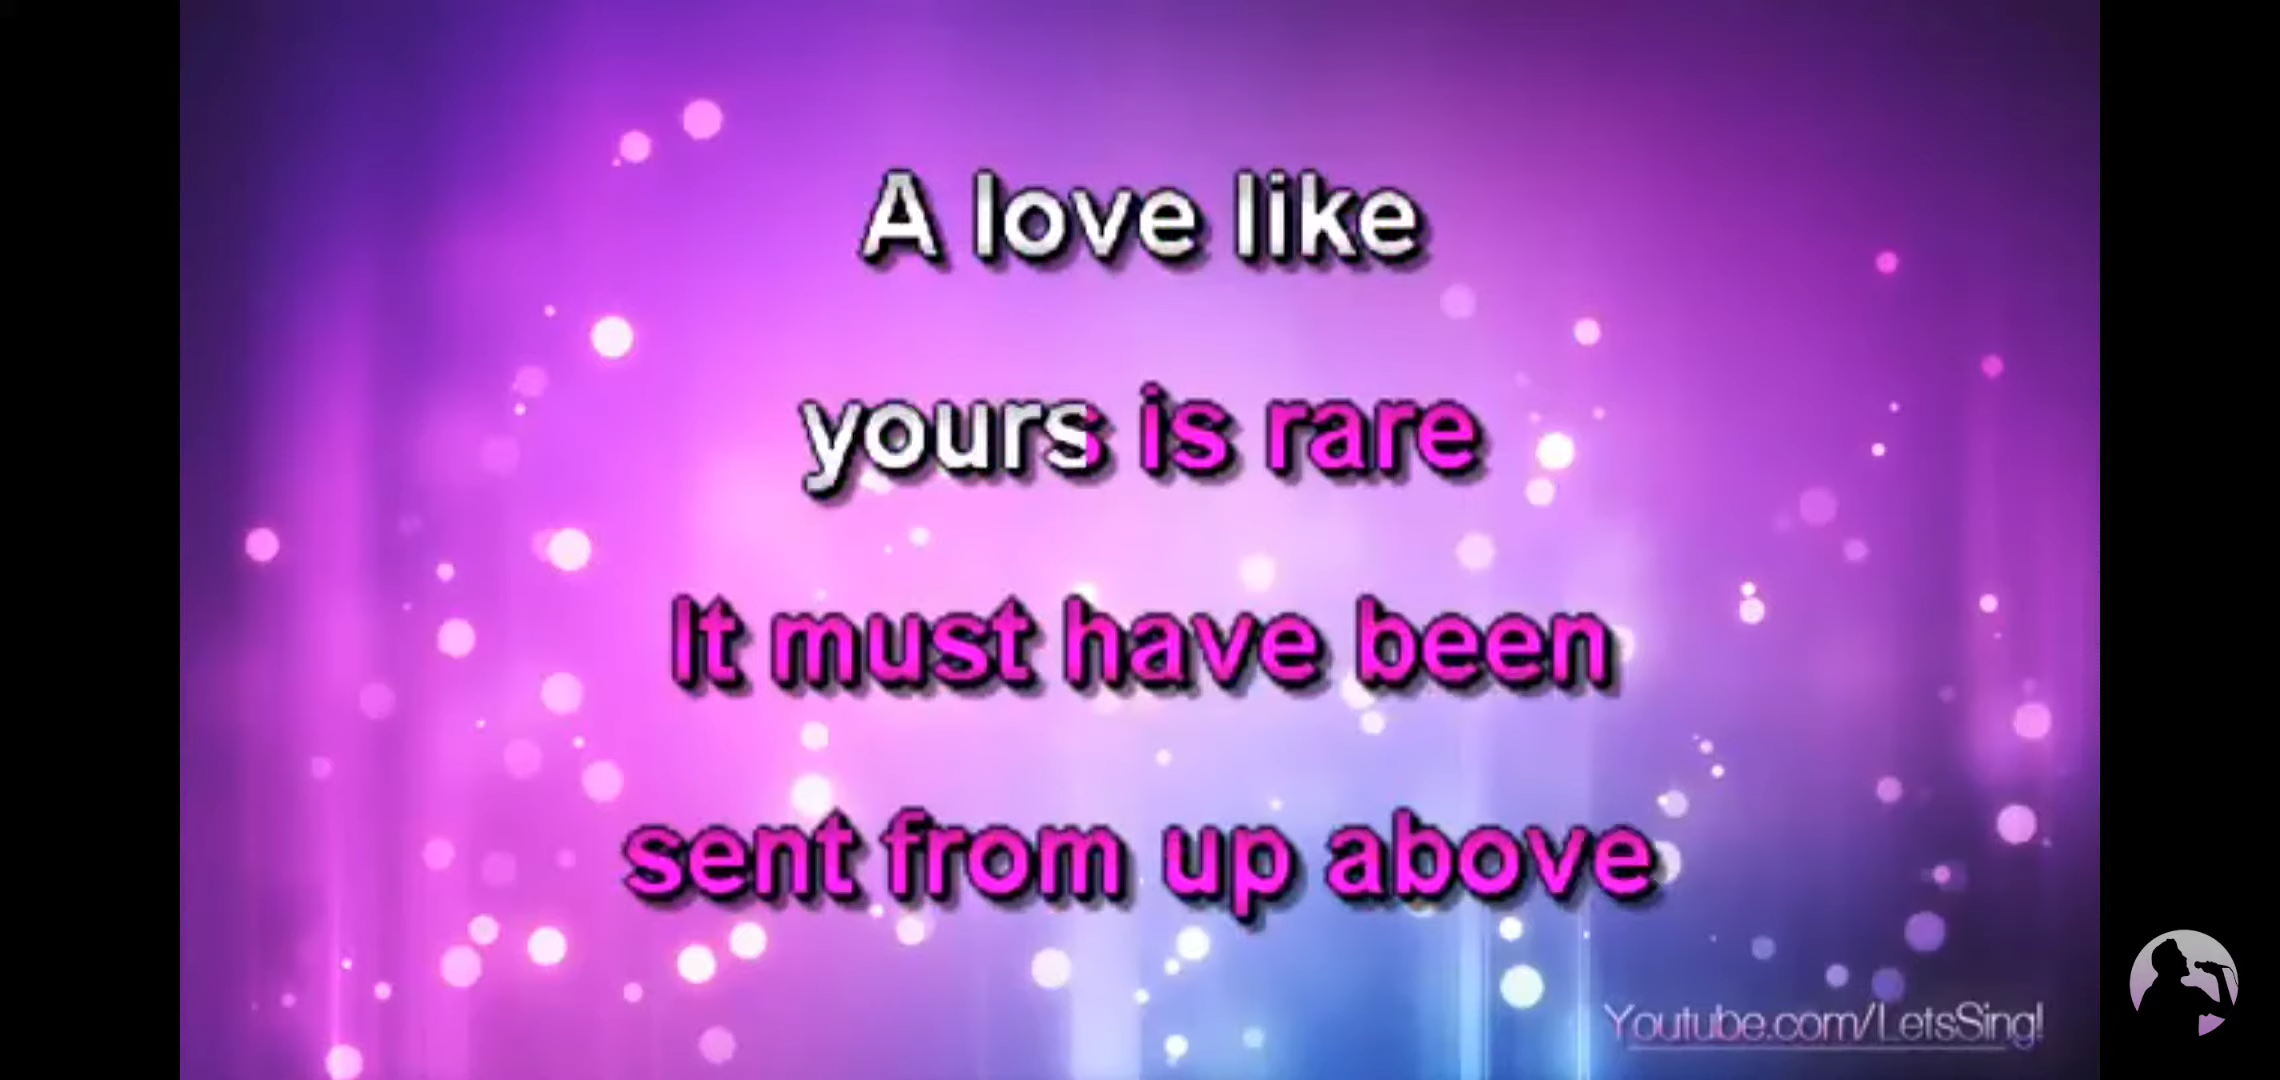 A love like
yours is rare
It must have been
sent from up above
Youtube.com/LetsSing!